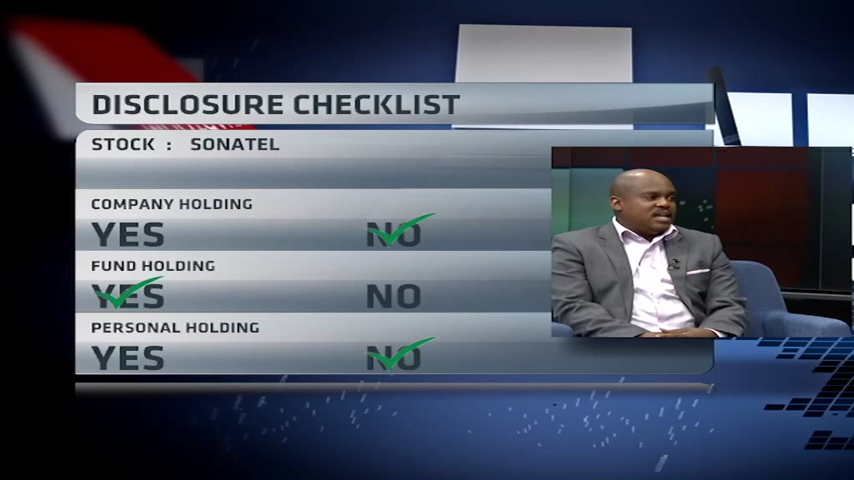 DISCLOSURE CHECKLIST
STOCK : SONATEL
COMPANY HOLDING
YES NO
FUND HOLDING
YES NO
PERSONAL HOLDING
YES NO